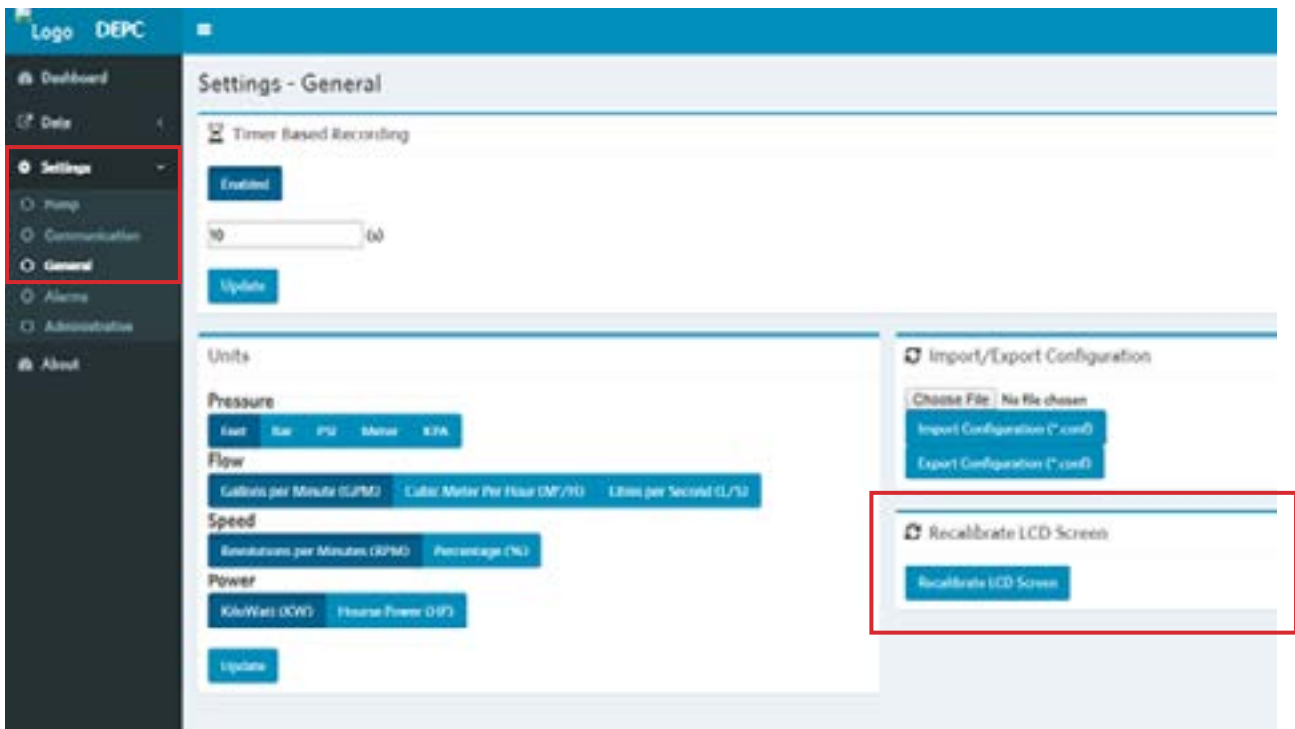 Logo DEPC
Dashboard
Data
Settings
Pump
Communication
General
Alarms
Administrative
About
Settings - General
Timer Based Recording
Enabled
10 (s)
Update
Units
Pressure
Feet Bar PSI Meter KPA
Flow
Gallons per Minute (GPM) Cubic Meter Per Hour (M³/H) Litres per Second (L/S)
Speed
Revolutions per Minutes (RPM) Percentage (%)
Power
KiloWatt (KW) Hourse Power (HP)
Update
Import/Export Configuration
Choose File No file chosen
Import Configuration (*.conf)
Export Configuration (*.conf)
Recalibrate LCD Screen
Recalibrate LCD Screen